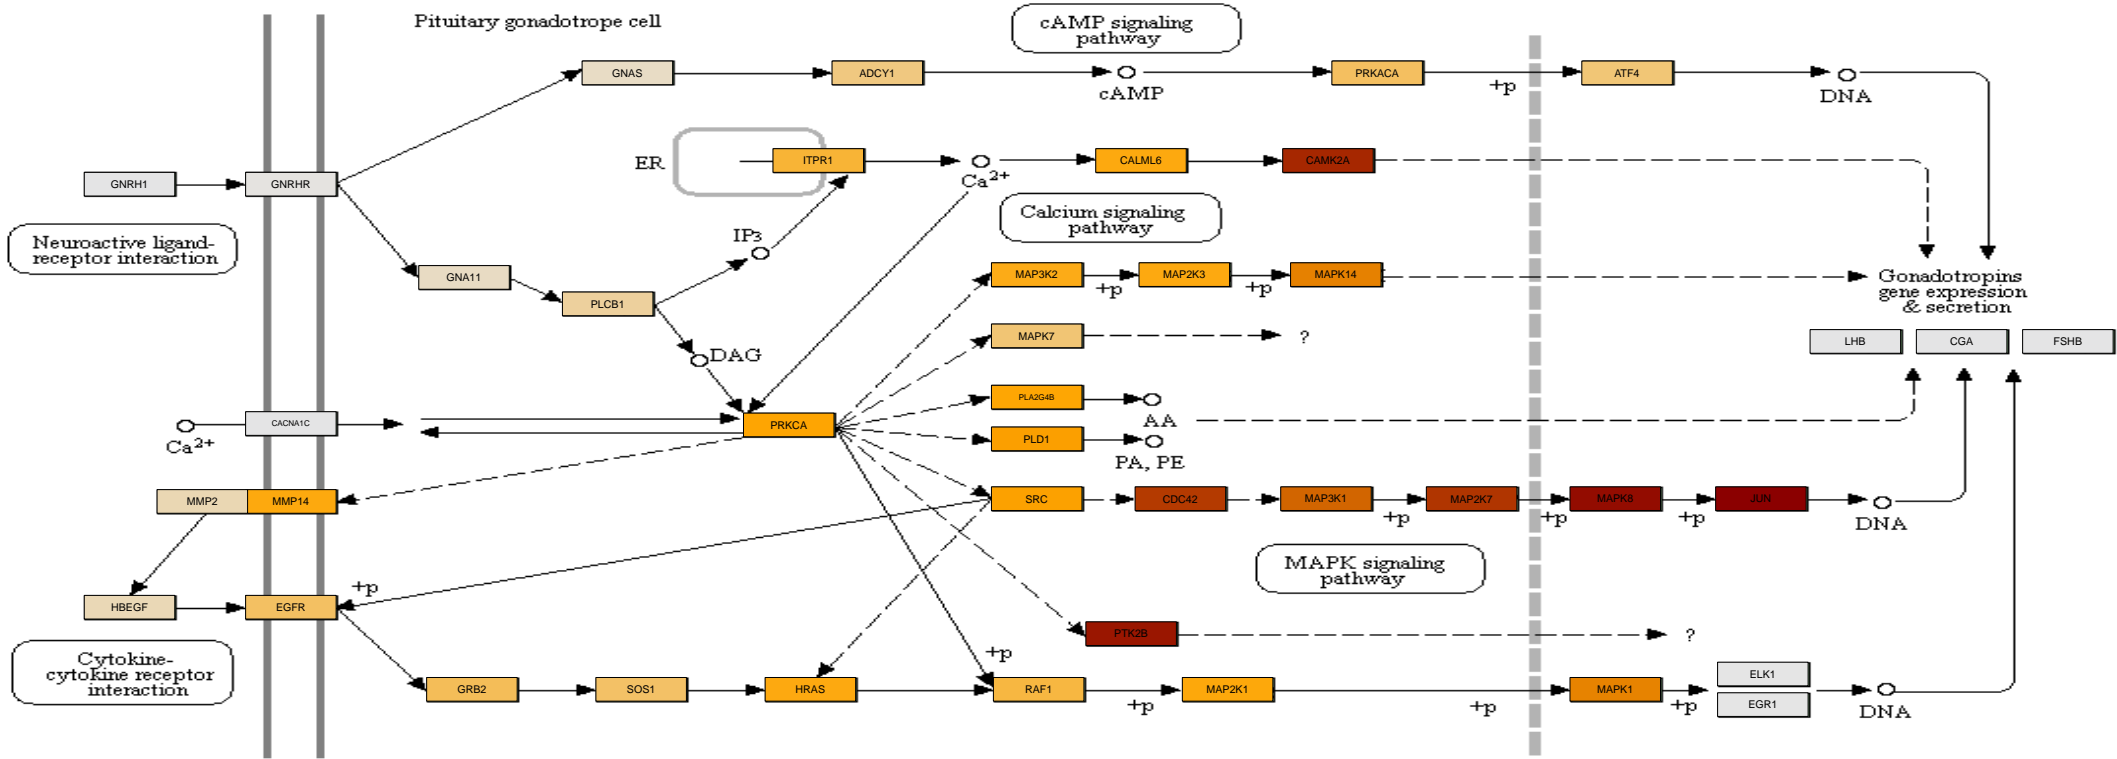 Pituitary gonadotrope cell
cAMP signaling
pathway
GNAS
ADCY1
cAMP
PRKACA
+p
ATF4
DNA
ER
ITPR1
Ca2+
CALML6
CAMK2A
GNRH1
GNRHR
Neuroactive ligand-
receptor interaction
Calcium signaling
pathway
IP3
GNA11
PLCB1
MAP3K2
+p
MAP2K3
+p
MAPK14
Gonadotropins
gene expression
& secretion
DAG
MAPK7
?
LHB
CGA
FSHB
PLA2G4B
AA
Ca2+
CACNA1C
PRKCA
PLD1
PA, PE
MMP2
MMP14
SRC
CDC42
MAP3K1
+p
MAP2K7
+p
MAPK8
+p
JUN
DNA
MAPK signaling
pathway
+p
HBEGF
EGFR
PTK2B
?
Cytokine-
cytokine receptor
interaction
+p
GRB2
SOS1
HRAS
RAF1
+p
MAP2K1
+p
MAPK1
+p
ELK1
EGR1
DNA